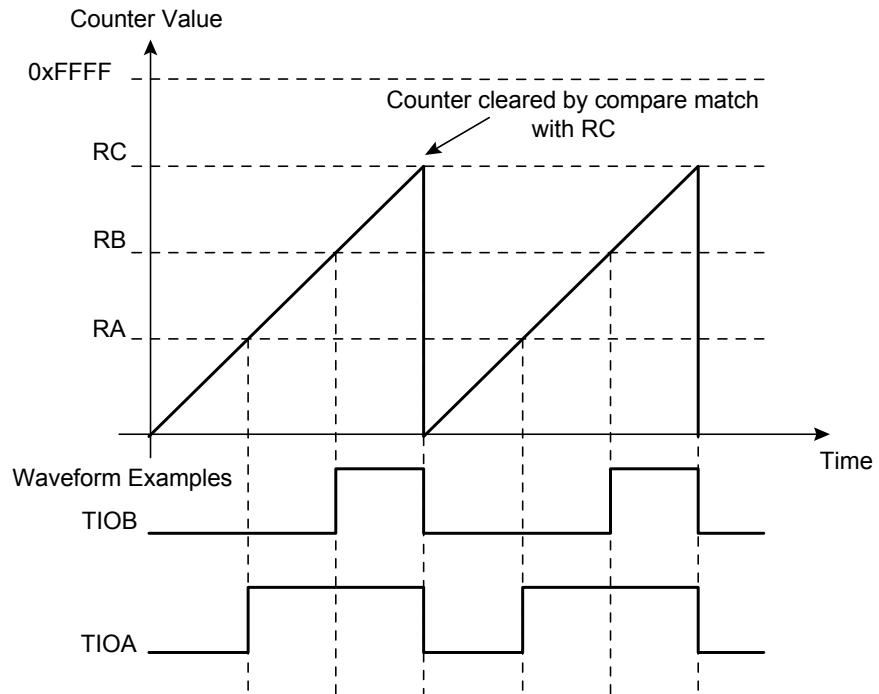 Counter Value
0xFFFF
Counter cleared by compare match
with RC
RC
RB
RA
Time
Waveform Examples
TIOB
TIOA